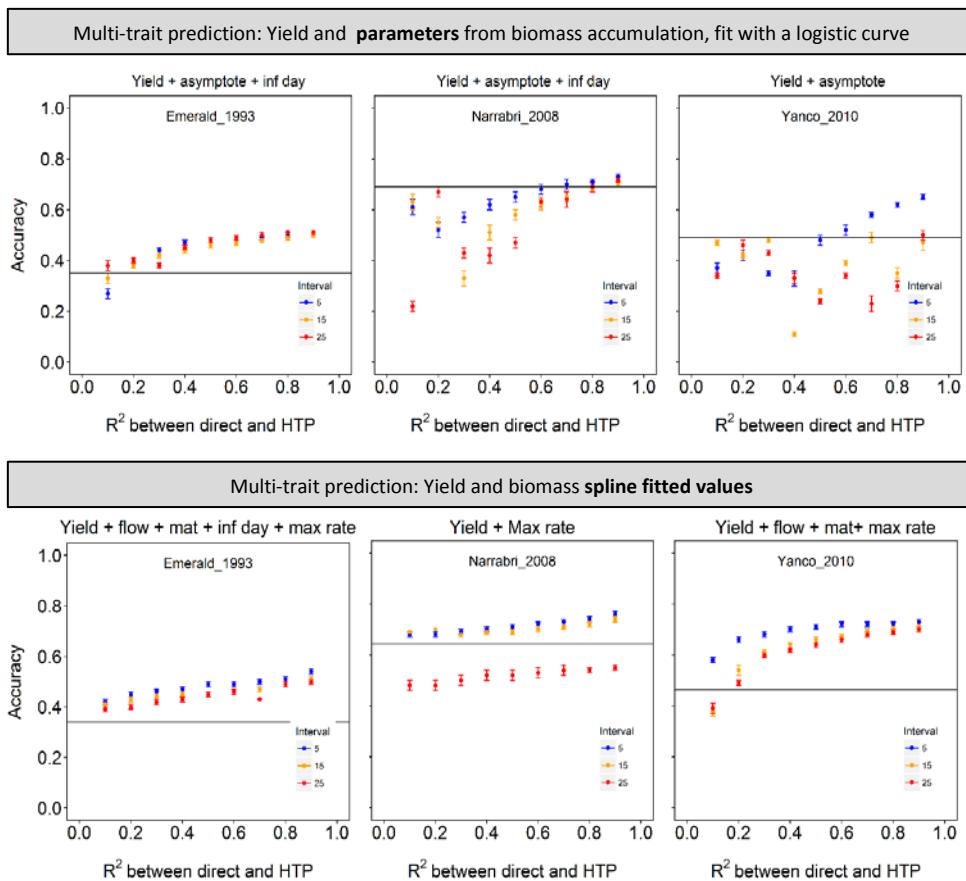 Multi-trait prediction: Yield and parameters from biomass accumulation, fit with a logistic curve
Yield + asymptote + inf day
Yield + asymptote + inf day
Yield + asymptote
Emerald_1993
Narrabri_2008
Yanco_2010
Accuracy
1.0
0.8
0.6
0.4
0.2
0.0
Interval
5
15
25
Interval
5
15
25
Interval
5
15
25
0.0 0.2 0.4 0.6 0.8 1.0
0.0 0.2 0.4 0.6 0.8 1.0
0.0 0.2 0.4 0.6 0.8 1.0
R² between direct and HTP
R² between direct and HTP
R² between direct and HTP
Multi-trait prediction: Yield and biomass spline fitted values
Yield + flow + mat + inf day + max rate
Yield + Max rate
Yield + flow + mat+ max rate
Emerald_1993
Narrabri_2008
Yanco_2010
Accuracy
1.0
0.8
0.6
0.4
0.2
0.0
Interval
5
15
25
Interval
5
15
25
Interval
5
15
25
0.0 0.2 0.4 0.6 0.8 1.0
0.0 0.2 0.4 0.6 0.8 1.0
0.0 0.2 0.4 0.6 0.8 1.0
R² between direct and HTP
R² between direct and HTP
R² between direct and HTP